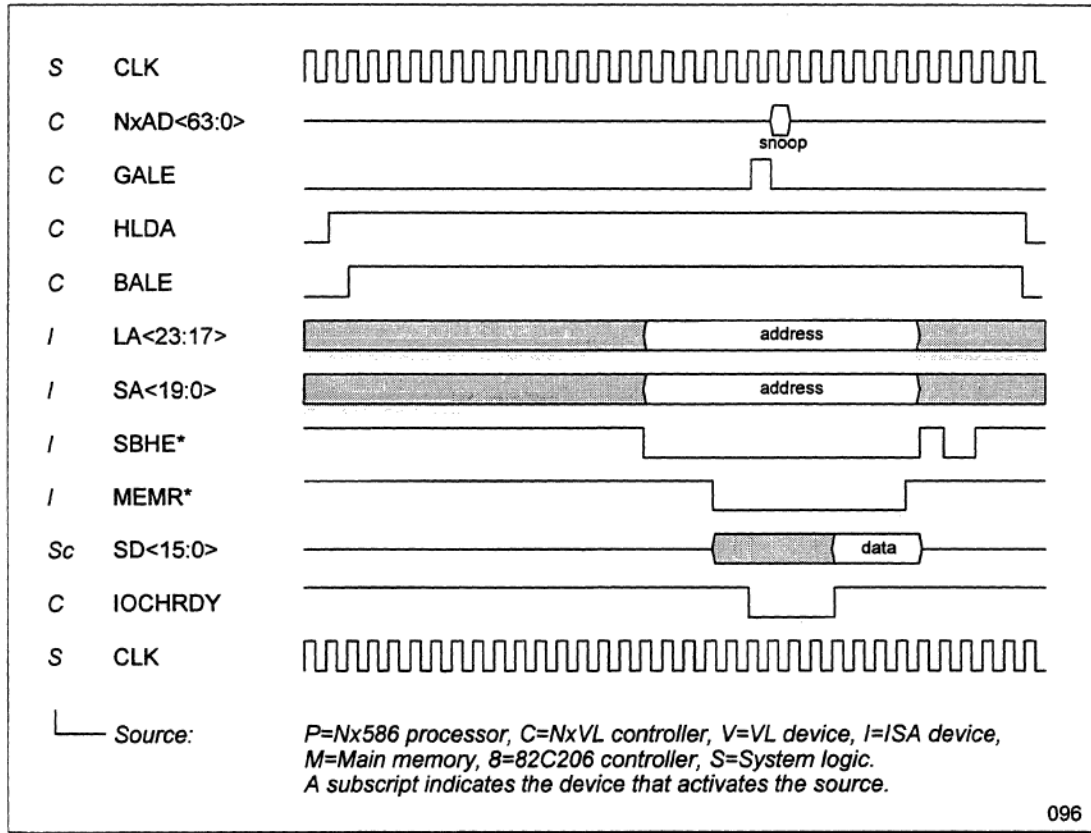 S CLK
C NxAD<63:0>
snoop
C GALE
C HLDA
C BALE
I LA<23:17> address
I SA<19:0> address
I SBHE*
I MEMR*
Sc SD<15:0> data
C IOCHRDY
S CLK
Source: P=Nx586 processor, C=NxVL controller, V=VL device, I=ISA device,
M=Main memory, 8=82C206 controller, S=System logic.
A subscript indicates the device that activates the source.
096